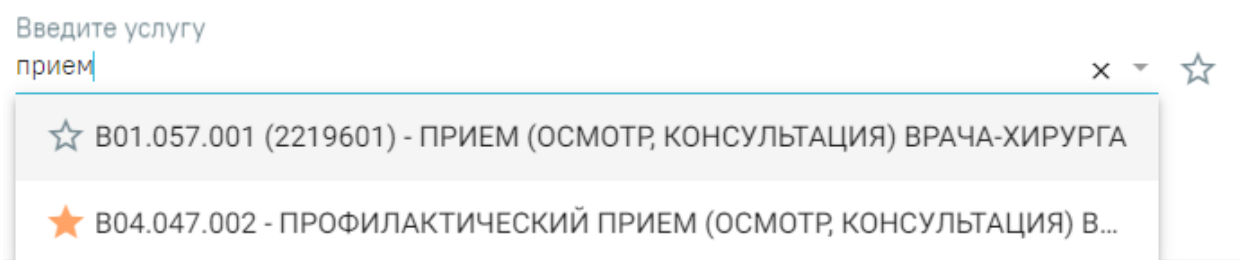 Введите услугу
прием
B01.057.001 (2219601) - ПРИЕМ (ОСМОТР, КОНСУЛЬТАЦИЯ) ВРАЧА-ХИРУРГА
B04.047.002 - ПРОФИЛАКТИЧЕСКИЙ ПРИЕМ (ОСМОТР, КОНСУЛЬТАЦИЯ) В...